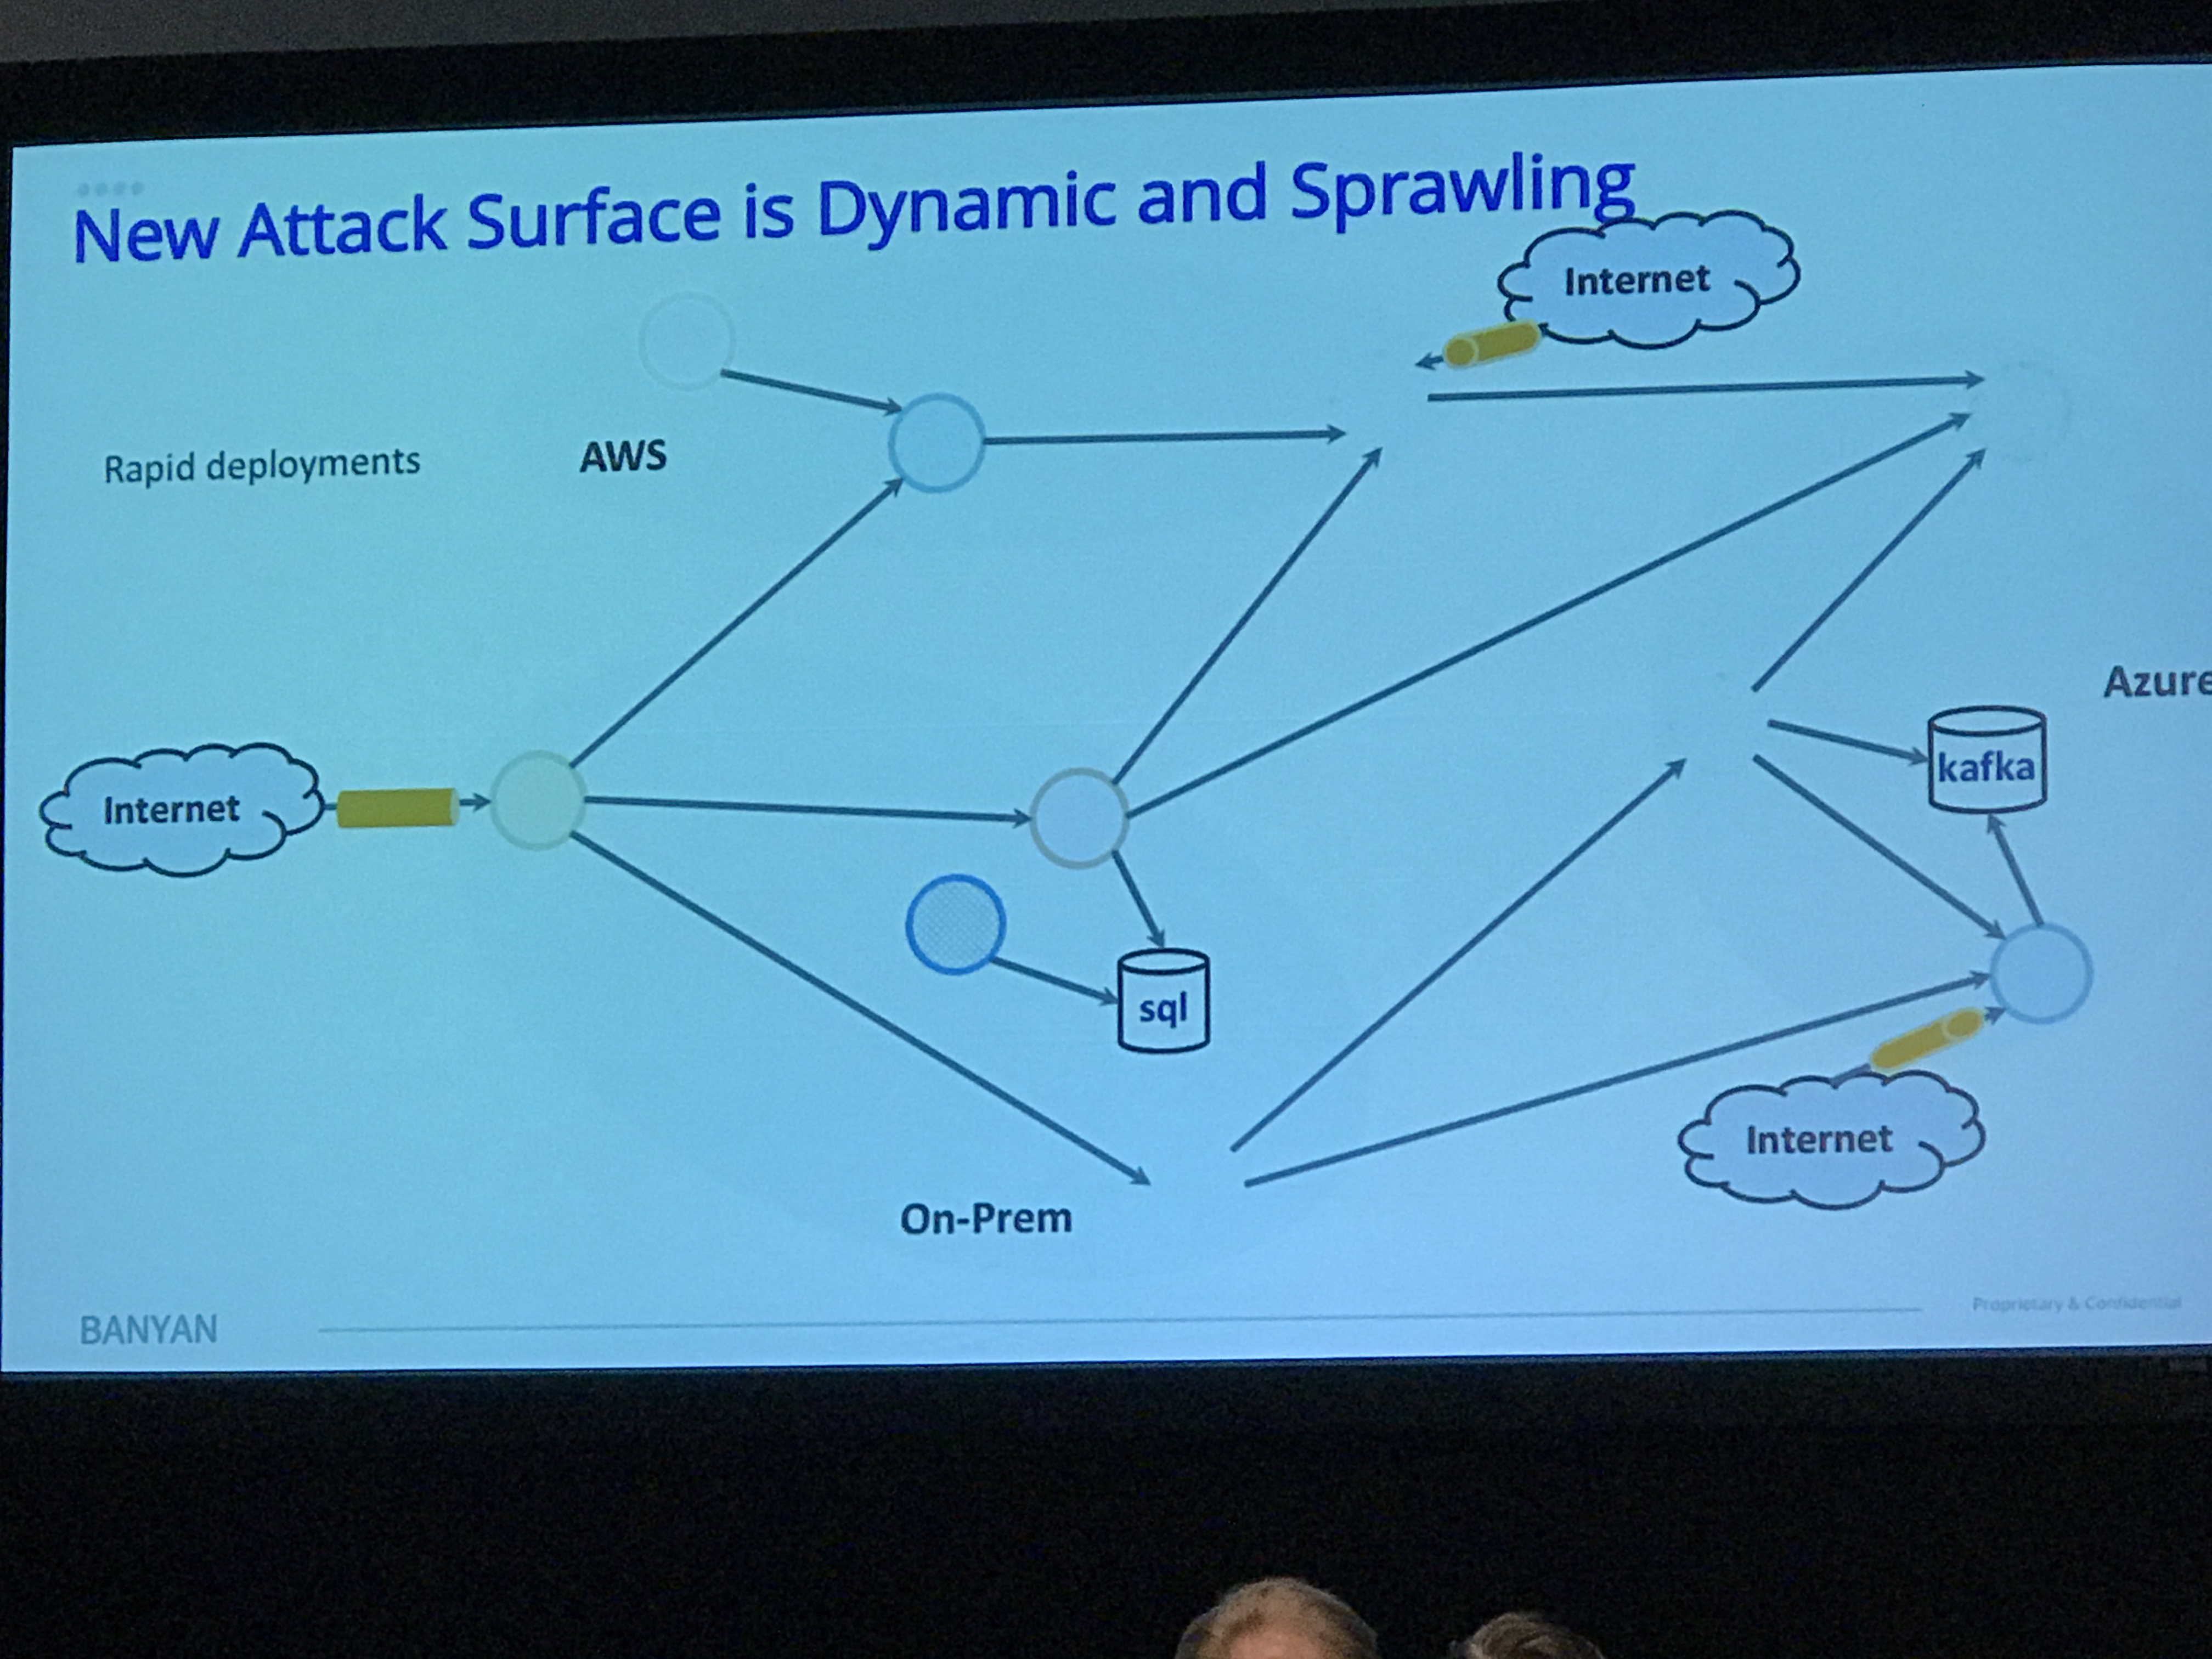 New Attack Surface is Dynamic and Sprawling
Internet
Rapid deployments
AWS
Azure
kafka
Internet
sql
Internet
On-Prem
Proprietary & Confidential
BANYAN